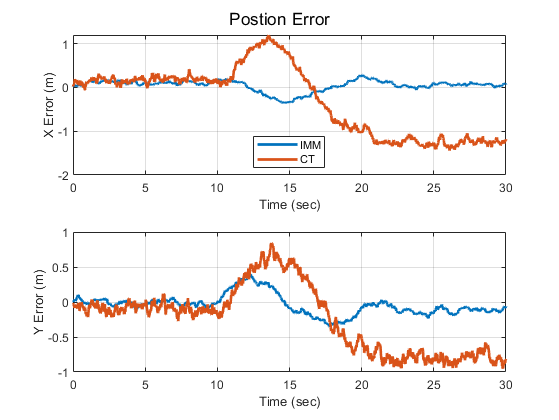 Postion Error
X Error (m)
1
0
-1
-2
0 5 10 15 20 25 30
Time (sec)
IMM
CT
Y Error (m)
1
0.5
0
-0.5
-1
0 5 10 15 20 25 30
Time (sec)